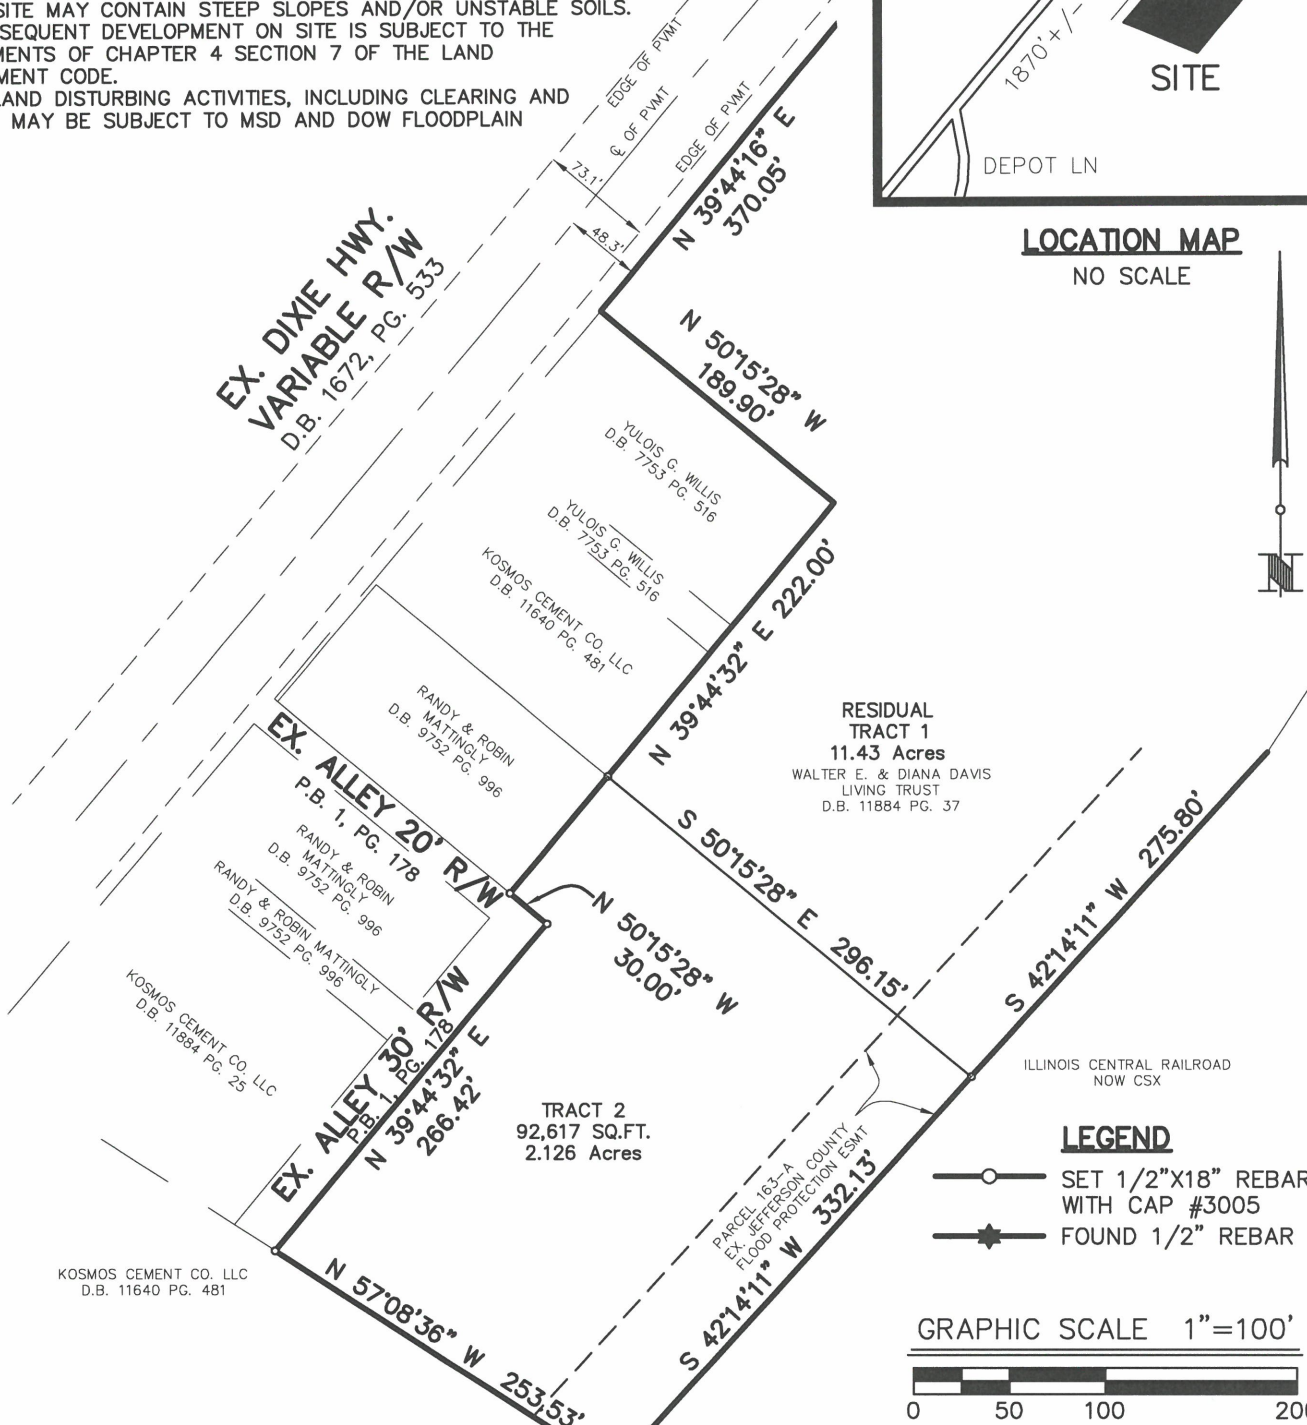 SITE MAY CONTAIN STEEP SLOPES AND/OR UNSTABLE SOILS.
SEQUENT DEVELOPMENT ON SITE IS SUBJECT TO THE
MENTS OF CHAPTER 4 SECTION 7 OF THE LAND
MENT CODE.
LAND DISTURBING ACTIVITIES, INCLUDING CLEARING AND
MAY BE SUBJECT TO MSD AND DOW FLOODPLAIN
EDGE OF PVMT
℄ OF PVMT
EDGE OF PVMT
73.1'
48.3'
N 39°44'16" E
370.05'
1870'+/-
SITE
DEPOT LN
LOCATION MAP
NO SCALE
N
EX. DIXIE HWY.
VARIABLE R/W
D.B. 1672, PG. 533
N 50°15'28" W
189.90'
YULOIS G. WILLIS
D.B. 7753 PG. 516
YULOIS G. WILLIS
D.B. 7753 PG. 516
KOSMOS CEMENT CO. LLC
D.B. 11640 PG. 481
N 39°44'32" E 222.00'
RANDY & ROBIN
MATTINGLY
D.B. 9752 PG. 996
RESIDUAL
TRACT 1
11.43 Acres
WALTER E. & DIANA DAVIS
LIVING TRUST
D.B. 11884 PG. 37
EX. ALLEY 20' R/W
P.B. 1, PG. 178
RANDY & ROBIN
MATTINGLY
D.B. 9752 PG. 996
RANDY & ROBIN MATTINGLY
D.B. 9752 PG. 996
S 50°15'28" E 296.15'
S 42°14'11" W 275.80'
N 50°15'28" W
30.00'
KOSMOS CEMENT CO. LLC
D.B. 11884 PG. 25
EX. ALLEY 30' R/W
P.B. 1, PG. 178
N 39°44'32" E
266.42'
TRACT 2
92,617 SQ.FT.
2.126 Acres
ILLINOIS CENTRAL RAILROAD
NOW CSX
PARCEL 163-A
EX. JEFFERSON COUNTY
FLOOD PROTECTION ESMT
S 42°14'11" W 332.13'
KOSMOS CEMENT CO. LLC
D.B. 11640 PG. 481
N 57°08'36" W 253.53'
LEGEND
SET 1/2"X18" REBAR
WITH CAP #3005
FOUND 1/2" REBAR
GRAPHIC SCALE 1"=100'
0 50 100 200